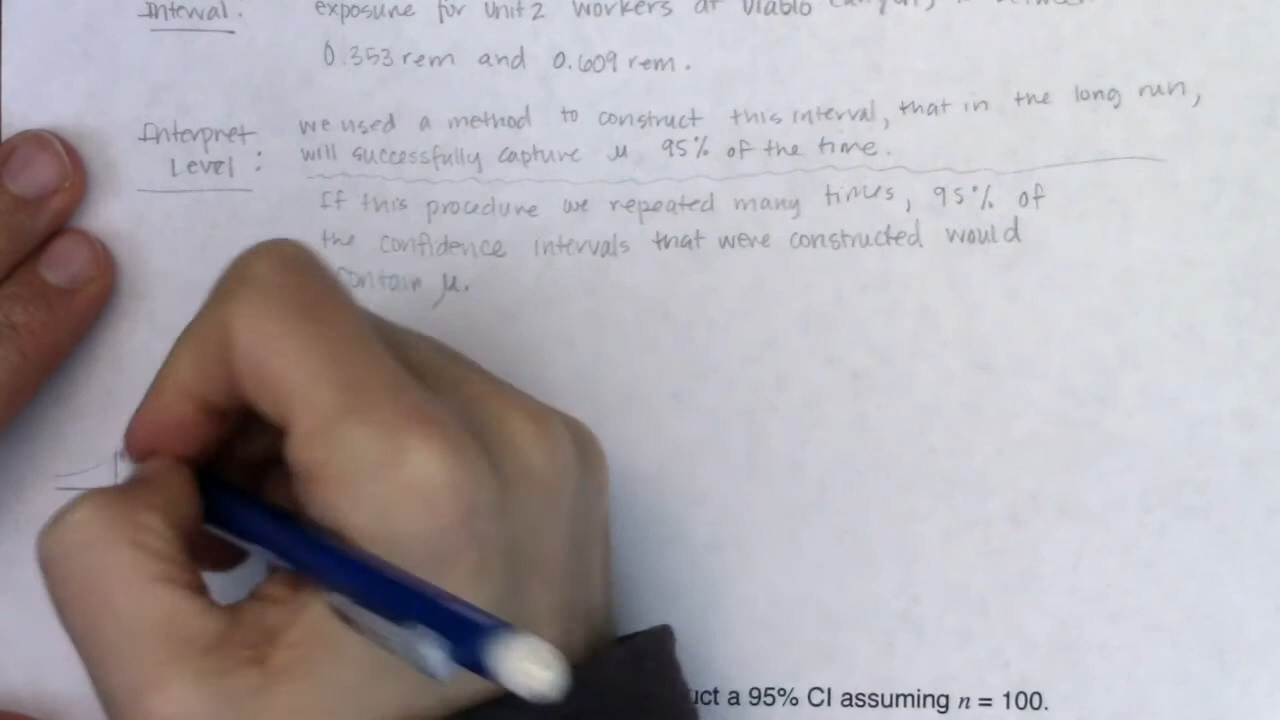 Interval: exposure for Unit 2 workers at Diablo Canyon, is between
0.353 rem and 0.609 rem.
Interpret Level: we used a method to construct this interval, that in the long run,
will successfully capture μ 95% of the time.
If this procedure we repeated many times, 95% of
the confidence intervals that were constructed would
contain μ.
a 95% CI assuming n = 100.